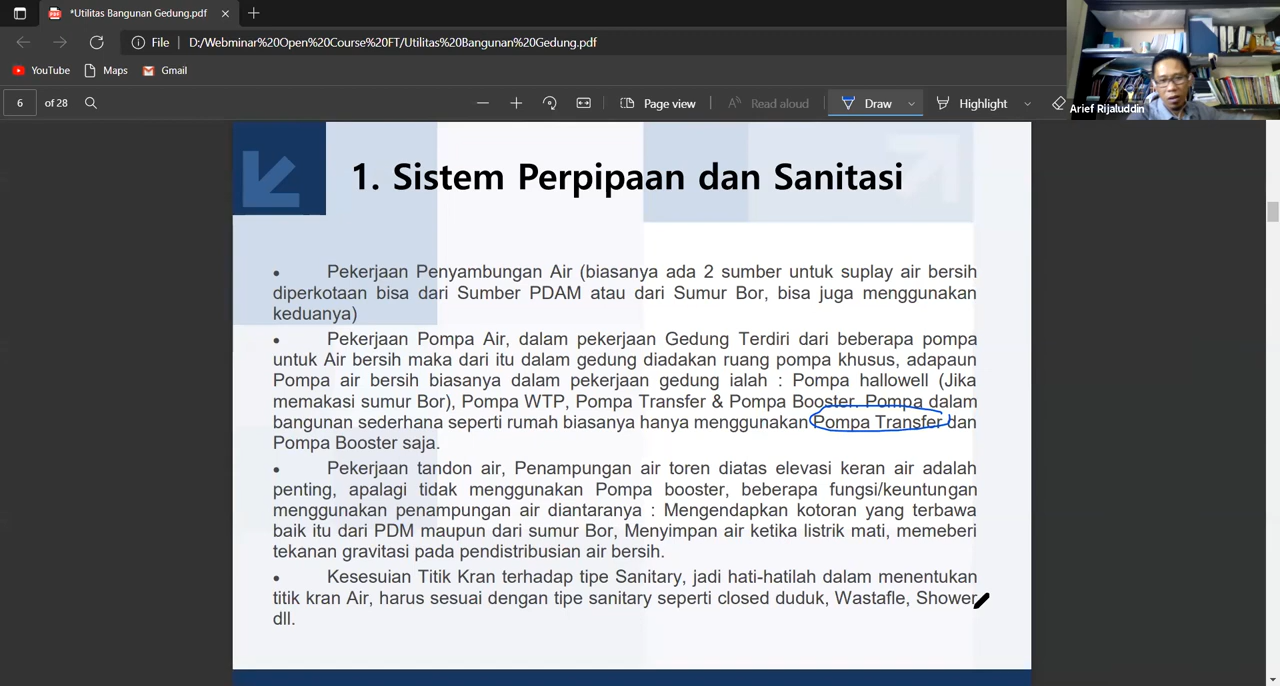 *Utilitas Bangunan Gedung.pdf
File D:/Webminar%20Open%20Course%20FT/Utilitas%20Bangunan%20Gedung.pdf
YouTube Maps Gmail
6 of 28 Page view Read aloud Draw Highlight
Arief Rijaluddin
1. Sistem Perpipaan dan Sanitasi
• Pekerjaan Penyambungan Air (biasanya ada 2 sumber untuk suplay air bersih
diperkotaan bisa dari Sumber PDAM atau dari Sumur Bor, bisa juga menggunakan
keduanya)
• Pekerjaan Pompa Air, dalam pekerjaan Gedung Terdiri dari beberapa pompa
untuk Air bersih maka dari itu dalam gedung diadakan ruang pompa khusus, adapaun
Pompa air bersih biasanya dalam pekerjaan gedung ialah : Pompa hallowell (Jika
memakasi sumur Bor), Pompa WTP, Pompa Transfer & Pompa Booster. Pompa dalam
bangunan sederhana seperti rumah biasanya hanya menggunakan Pompa Transfer dan
Pompa Booster saja.
• Pekerjaan tandon air, Penampungan air toren diatas elevasi keran air adalah
penting, apalagi tidak menggunakan Pompa booster, beberapa fungsi/keuntungan
menggunakan penampungan air diantaranya : Mengendapkan kotoran yang terbawa
baik itu dari PDM maupun dari sumur Bor, Menyimpan air ketika listrik mati, memeberi
tekanan gravitasi pada pendistribusian air bersih.
• Kesesuian Titik Kran terhadap tipe Sanitary, jadi hati-hatilah dalam menentukan
titik kran Air, harus sesuai dengan tipe sanitary seperti closed duduk, Wastafle, Shower
dll.